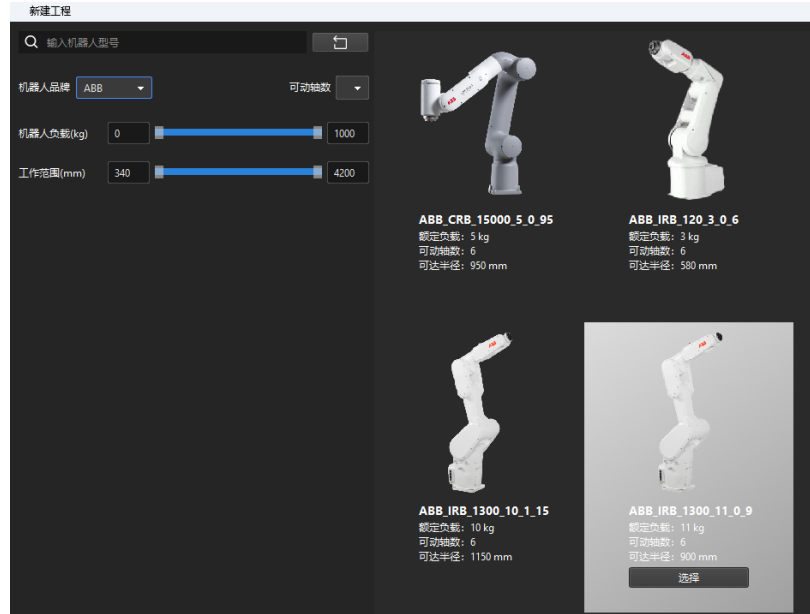 新建工程
输入机器人型号
机器人品牌 ABB 可动轴数
机器人负载(kg) 0 1000
工作范围(mm) 340 4200
ABB_CRB_15000_5_0_95
额定负载: 5 kg
可动轴数: 6
可达半径: 950 mm
ABB_IRB_120_3_0_6
额定负载: 3 kg
可动轴数: 6
可达半径: 580 mm
ABB_IRB_1300_10_1_15
额定负载: 10 kg
可动轴数: 6
可达半径: 1150 mm
ABB_IRB_1300_11_0_9
额定负载: 11 kg
可动轴数: 6
可达半径: 900 mm
选择